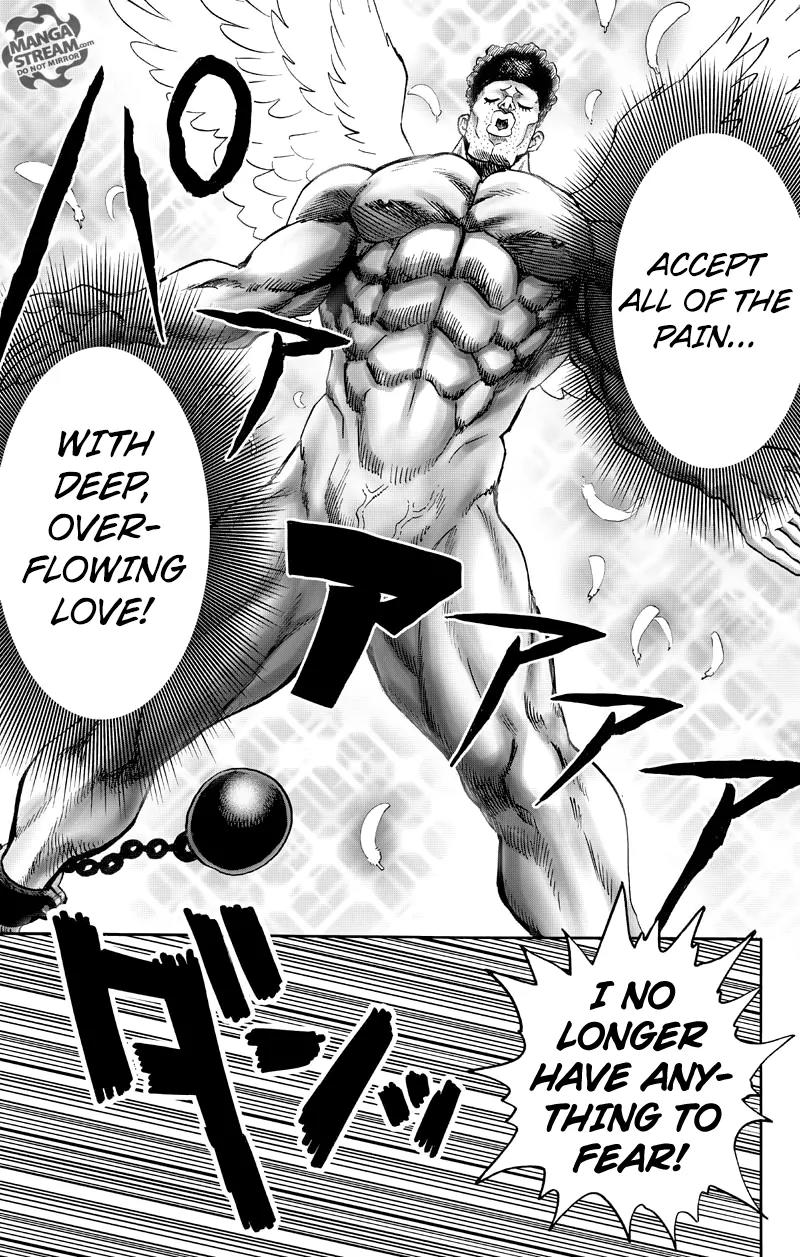 MANGA
STREAM.com
DO NOT MIRROR
ACCEPT
ALL OF THE
PAIN...
パアアアアア
WITH
DEEP,
OVER-
FLOWING
LOVE!
ダンッ
I NO
LONGER
HAVE ANY-
THING TO
FEAR!